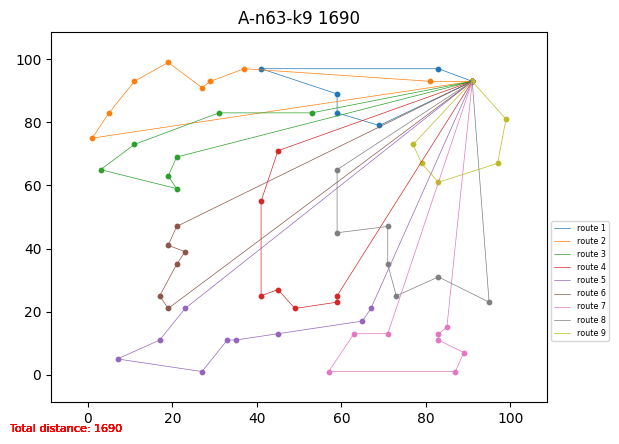 A-n63-k9 1690
100
80
60
40
20
0
0 20 40 60 80 100
route 1
route 2
route 3
route 4
route 5
route 6
route 7
route 8
route 9
Total distance: 1690